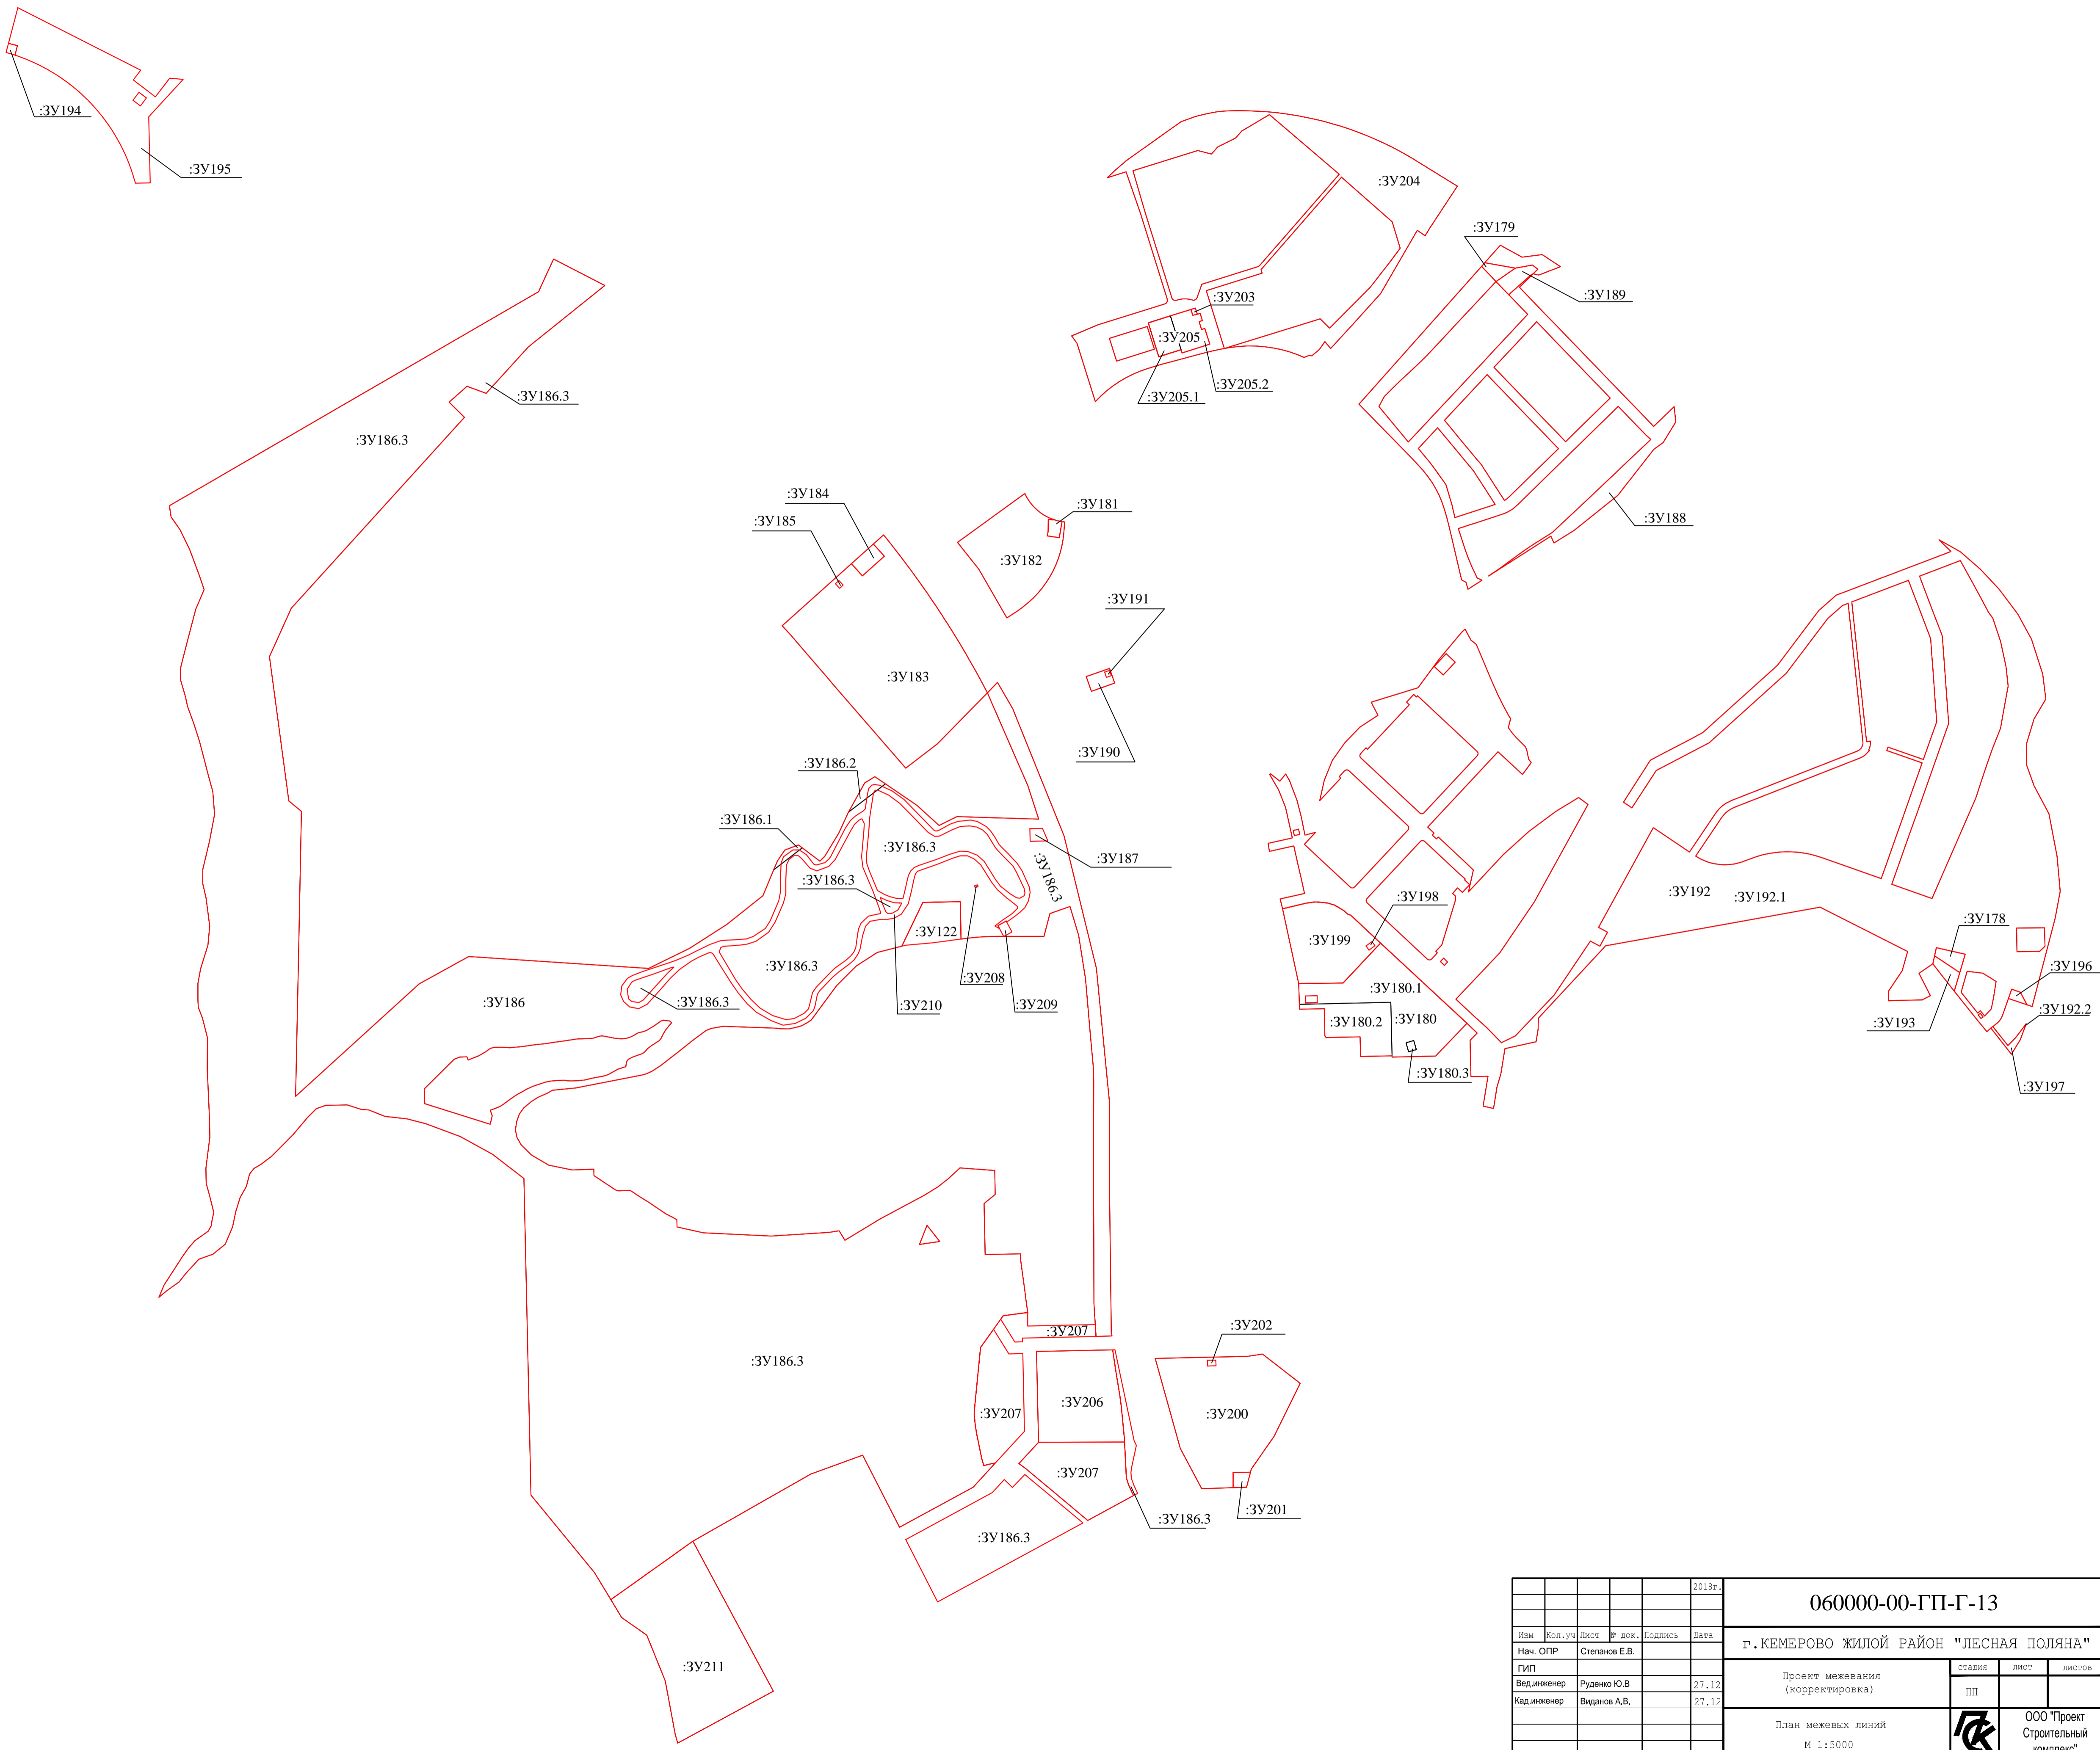 :ЗУ194
:ЗУ195
:ЗУ204
:ЗУ179
:ЗУ189
:ЗУ203
:ЗУ205
:ЗУ205.2
:ЗУ205.1
:ЗУ186.3
:ЗУ186.3
:ЗУ184
:ЗУ185
:ЗУ181
:ЗУ182
:ЗУ188
:ЗУ191
:ЗУ183
:ЗУ190
:ЗУ186.2
:ЗУ186.1
:ЗУ186.3
:ЗУ187
:ЗУ186.3
:ЗУ186.3
:ЗУ192
:ЗУ192.1
:ЗУ198
:ЗУ178
:ЗУ122
:ЗУ199
:ЗУ186.3
:ЗУ208
:ЗУ196
:ЗУ180.1
:ЗУ186
:ЗУ186.3
:ЗУ210
:ЗУ209
:ЗУ192.2
:ЗУ180.2
:ЗУ180
:ЗУ193
:ЗУ180.3
:ЗУ197
:ЗУ202
:ЗУ207
:ЗУ186.3
:ЗУ206
:ЗУ207
:ЗУ200
:ЗУ207
:ЗУ201
:ЗУ186.3
:ЗУ186.3
:ЗУ211
2018г.
060000-00-ГП-Г-13
Изм Кол.уч Лист № док. Подпись Дата
г.КЕМЕРОВО ЖИЛОЙ РАЙОН "ЛЕСНАЯ ПОЛЯНА"
Нач. ОПР Степанов Е.В.
ГИП
Вед.инженер Руденко Ю.В 27.12
Кад.инженер Виданов А.В. 27.12
Проект межевания
(корректировка)
стадия лист листов
ПП
План межевых линий
М 1:5000
ПСК
ООО "Проект
Строительный
комплекс"